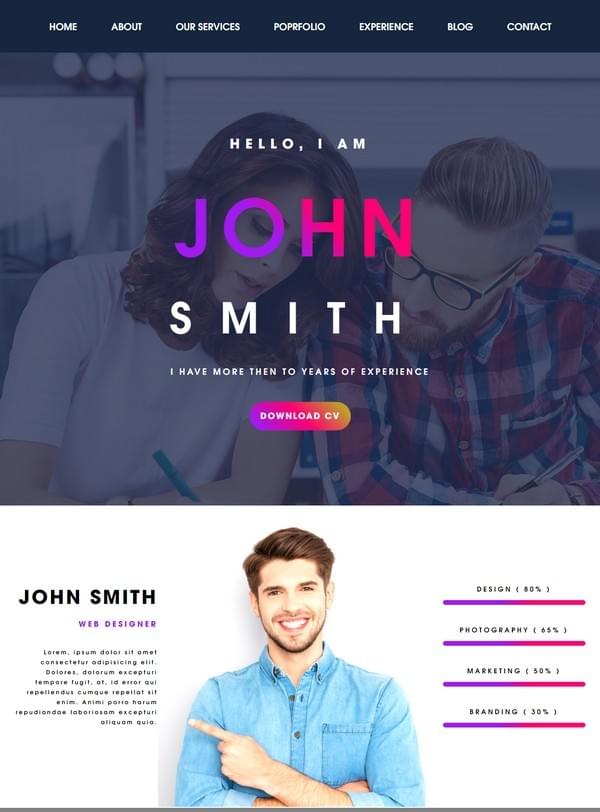 HOME ABOUT OUR SERVICES POPRFOLIO EXPERIENCE BLOG CONTACT
HELLO, I AM
JOHN
SMITH
I HAVE MORE THEN TO YEARS OF EXPERIENCE
DOWNLOAD CV
JOHN SMITH
WEB DESIGNER
Lorem, ipsum dolor sit amet
consectetur adipisicing elit.
Dolores, dolorum excepturi
tempore fugit, at, id error qui
repellendus cumque repellat sit
enim. Animi porro harum
repudiandae laboriosam excepturi
aliquam quia.
DESIGN ( 80% )
PHOTOGRAPHY ( 65% )
MARKETING ( 50% )
BRANDING ( 30% )